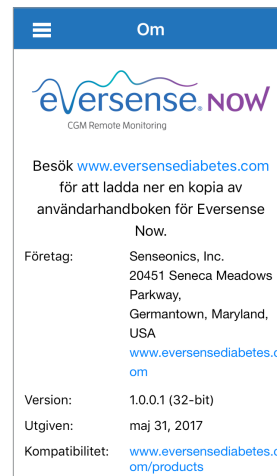 Om
eversense. NOW
CGM Remote Monitoring
Besök www.eversensediabetes.com
för att ladda ner en kopia av
användarhandboken för Eversense
Now.
Företag: Senseonics, Inc.
20451 Seneca Meadows
Parkway,
Germantown, Maryland,
USA
www.eversensediabetes.c
om
Version: 1.0.0.1 (32-bit)
Utgiven: maj 31, 2017
Kompatibilitet: www.eversensediabetes.c
om/products